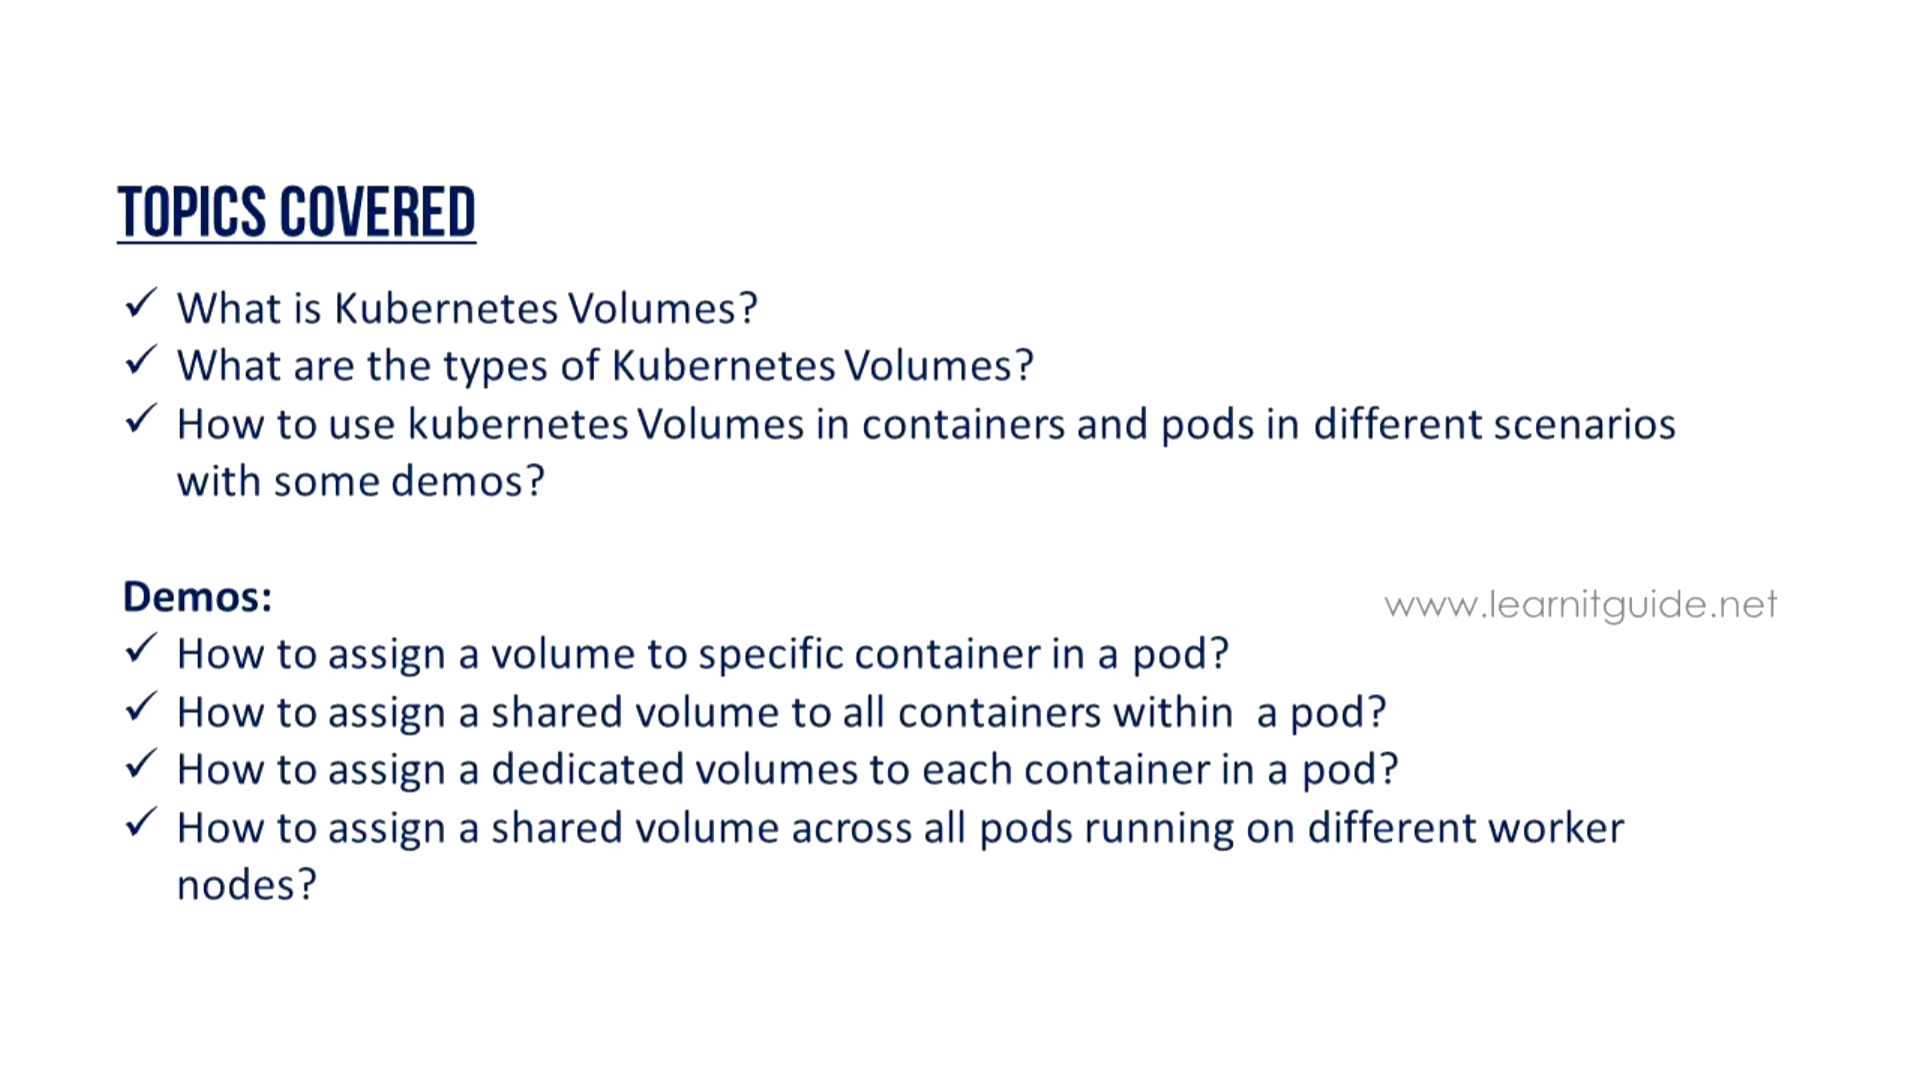 TOPICS COVERED
✓ What is Kubernetes Volumes?
✓ What are the types of Kubernetes Volumes?
✓ How to use kubernetes Volumes in containers and pods in different scenarios
with some demos?
Demos:
www.learnitguide.net
✓ How to assign a volume to specific container in a pod?
✓ How to assign a shared volume to all containers within  a pod?
✓ How to assign a dedicated volumes to each container in a pod?
✓ How to assign a shared volume across all pods running on different worker
nodes?